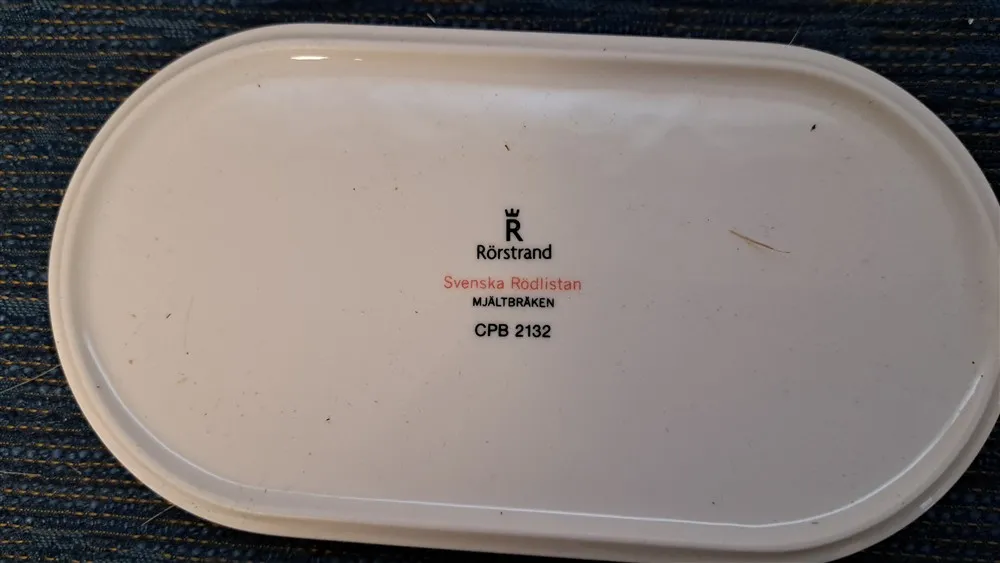 R
Rörstrand
Svenska Rödlistan
MJÄLTBRÄKEN
CPB 2132